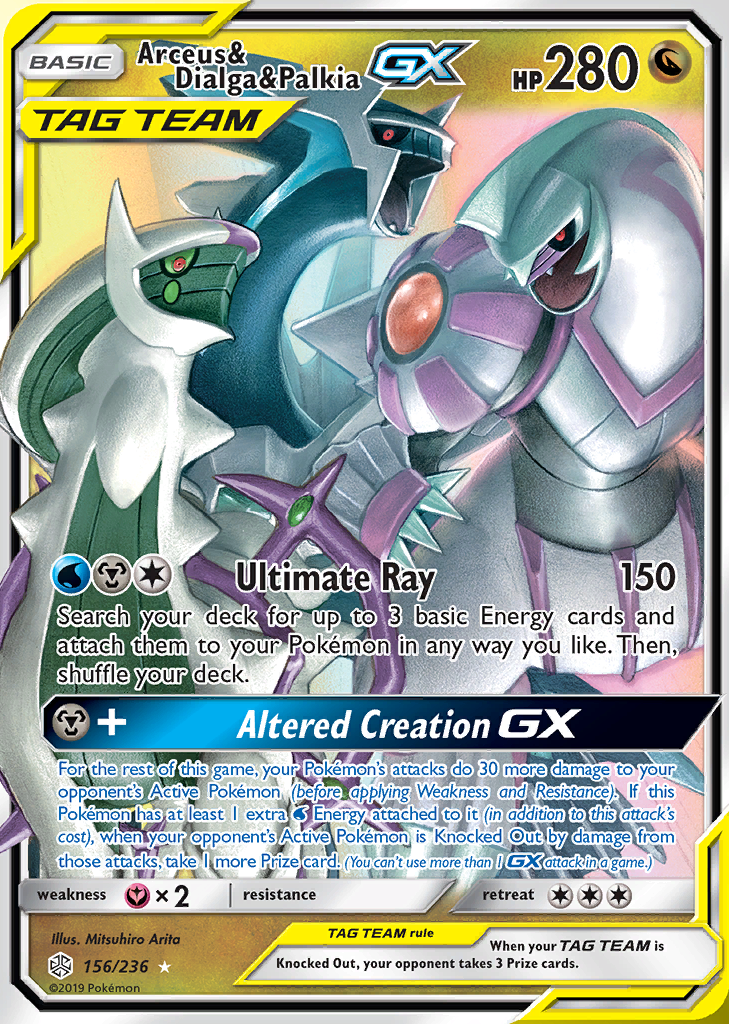 BASIC
Arceus&
Dialga&Palkia GX
HP 280
TAG TEAM
Ultimate Ray 150
Search your deck for up to 3 basic Energy cards and
attach them to your Pokémon in any way you like. Then,
shuffle your deck.
+ Altered Creation GX
For the rest of this game, your Pokémon's attacks do 30 more damage to your
opponent's Active Pokémon (before applying Weakness and Resistance). If this
Pokémon has at least 1 extra Energy attached to it (in addition to this attack's
cost), when your opponent's Active Pokémon is Knocked Out by damage from
those attacks, take 1 more Prize card. (You can't use more than 1 GX attack in a game.)
weakness ×2 resistance retreat
Illus. Mitsuhiro Arita
156/236
©2019 Pokémon
TAG TEAM rule
When your TAG TEAM is
Knocked Out, your opponent takes 3 Prize cards.